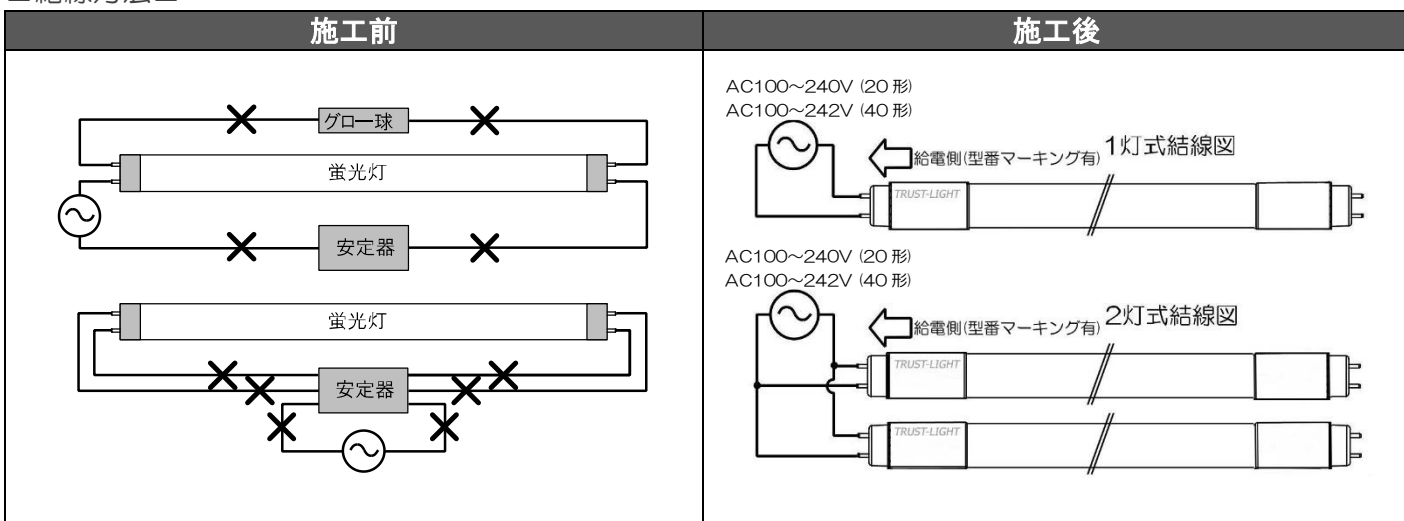 施工前
施工後
グロー球
蛍光灯
安定器
蛍光灯
安定器
AC100～240V (20形)
AC100～242V (40形)
給電側(型番マーキング有)
1灯式結線図
TRUST-LIGHT
AC100～240V (20形)
AC100～242V (40形)
給電側(型番マーキング有)
2灯式結線図
TRUST-LIGHT
TRUST-LIGHT